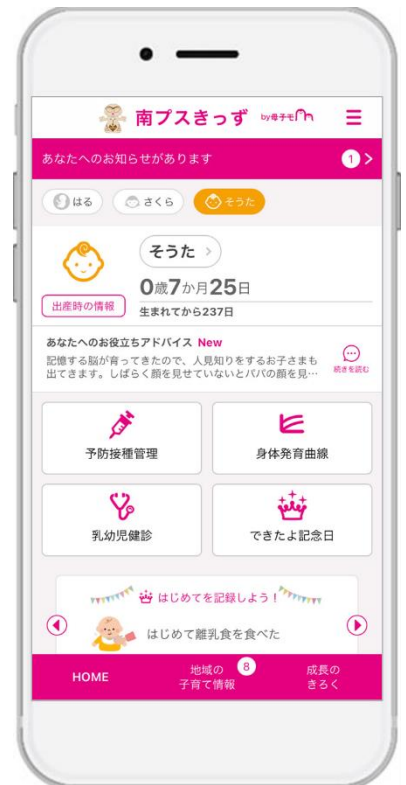 南プスきっず by母子モ
あなたへのお知らせがあります 1
はる さくら そうた
そうた
0歳7か月25日
出産時の情報
生まれてから237日
あなたへのお役立ちアドバイス New
記憶する脳が育ってきたので、人見知りをするお子さまも
出てきます。しばらく顔を見せていないとパパの顔を見…
続きを読む
予防接種管理 身体発育曲線
乳幼児健診 できたよ記念日
はじめてを記録しよう!
はじめて離乳食を食べた
HOME 地域の 8 成長の
子育て情報 きろく